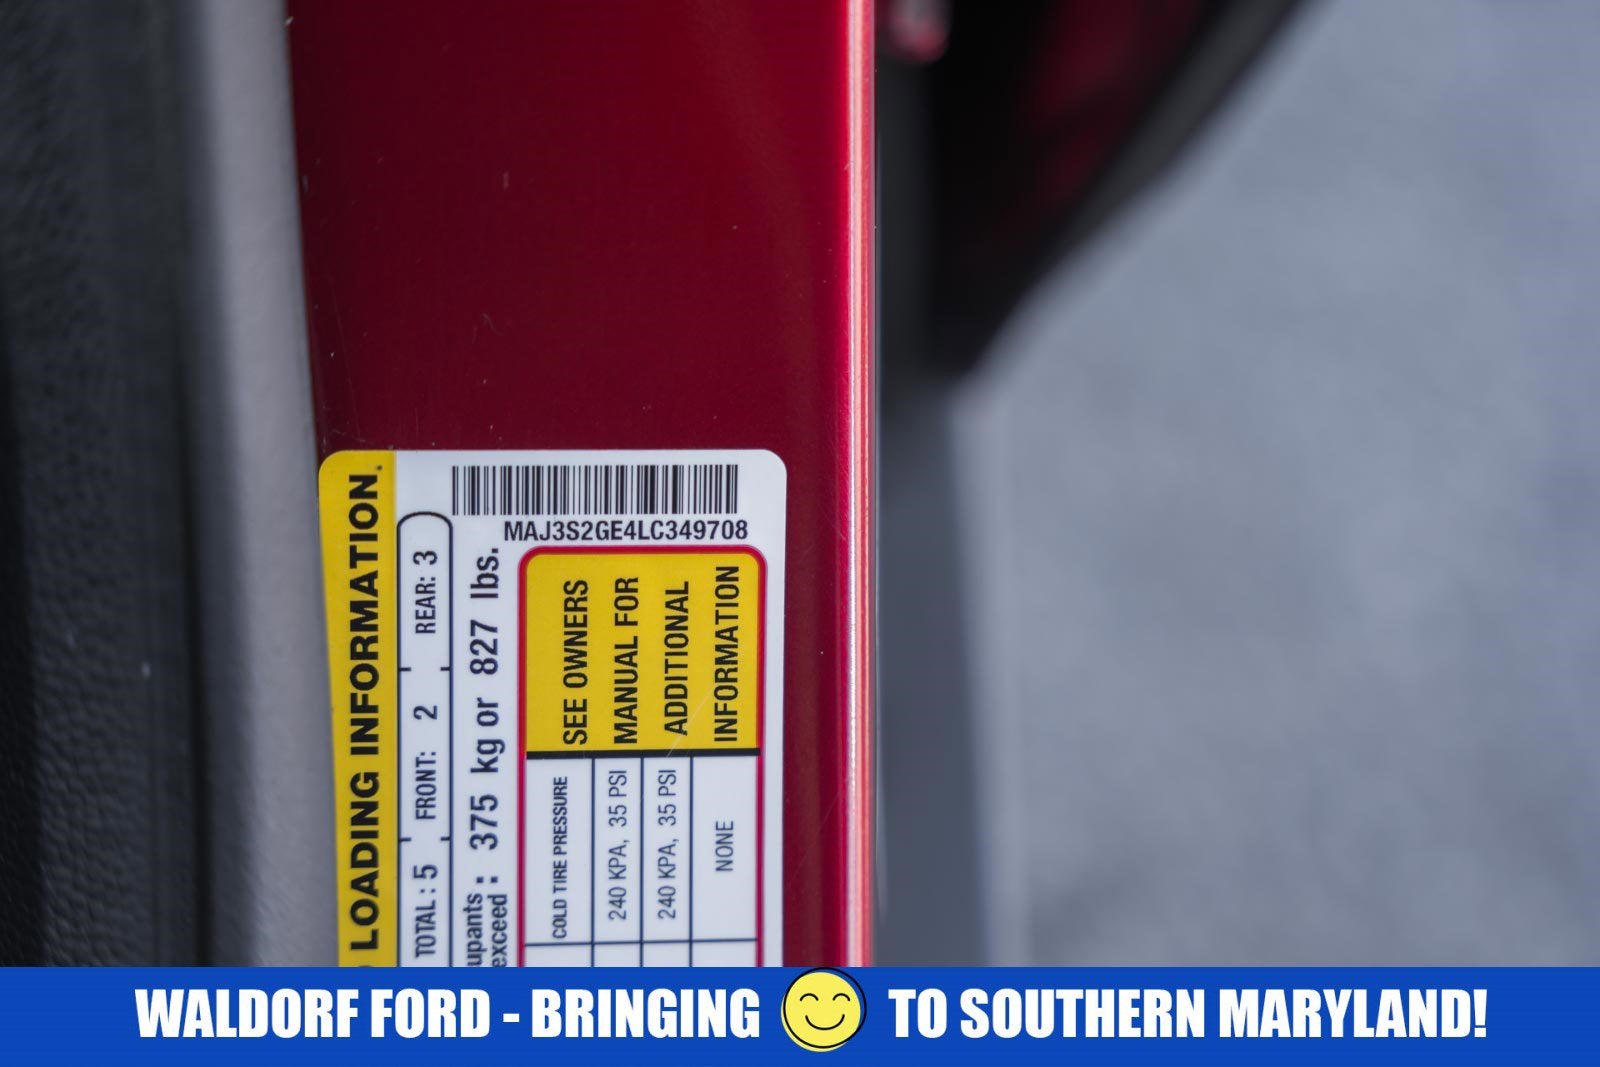 LOADING INFORMATION.
TOTAL : 5 FRONT: 2 REAR: 3
upants
exceed : 375 kg or 827 lbs.
MAJ3S2GE4LC349708
COLD TIRE PRESSURE SEE OWNERS
240 KPA, 35 PSI MANUAL FOR
240 KPA, 35 PSI ADDITIONAL
NONE INFORMATION
WALDORF FORD - BRINGING TO SOUTHERN MARYLAND!